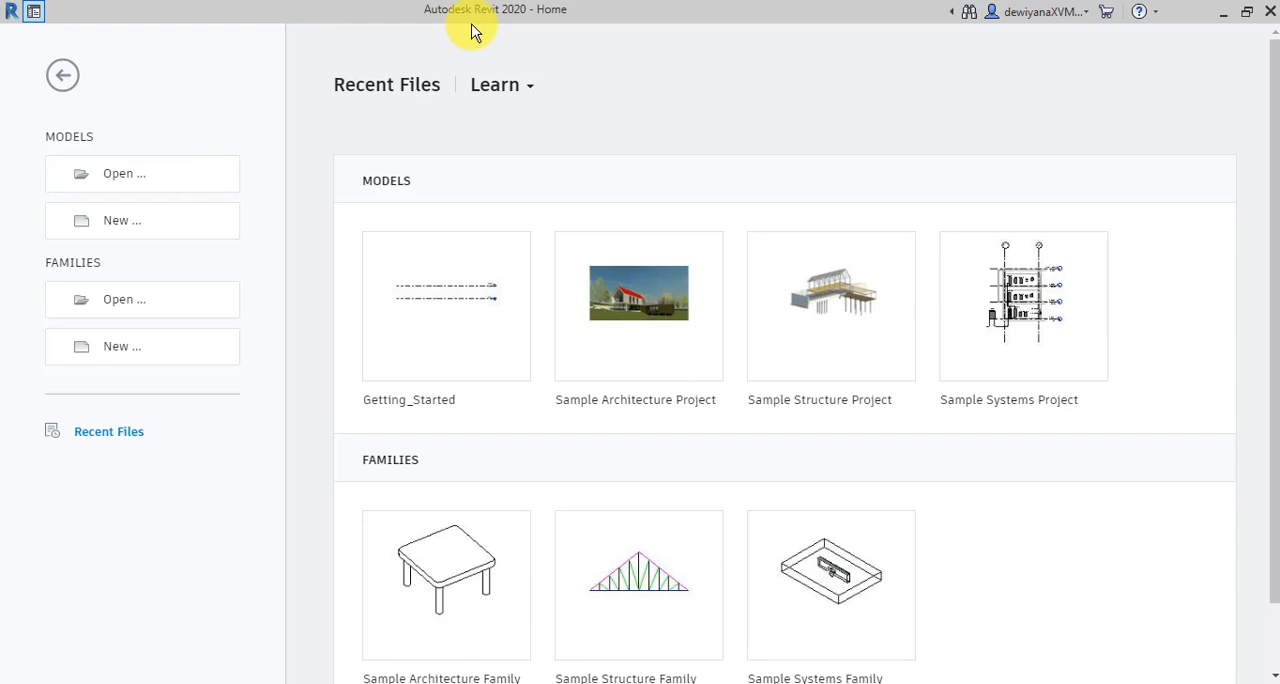 Autodesk Revit 2020 - Home
dewiyanaXVM...
Recent Files
Learn
MODELS
Open ...
New ...
FAMILIES
Open ...
New ...
Recent Files
MODELS
Getting_Started
Sample Architecture Project
Sample Structure Project
Sample Systems Project
FAMILIES
Sample Architecture Family
Sample Structure Family
Sample Systems Family